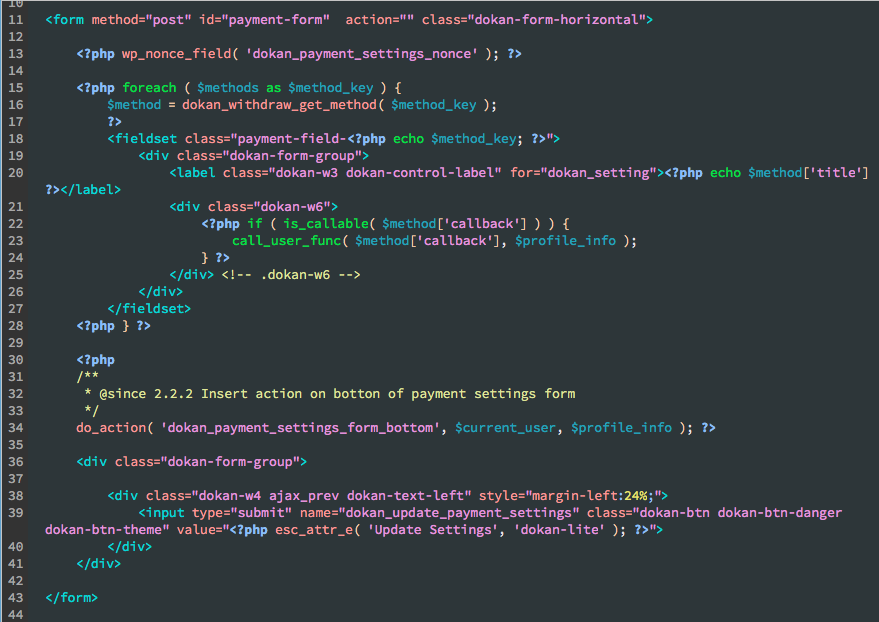 10
11 <form method="post" id="payment-form"  action="" class="dokan-form-horizontal">
12
13     <?php wp_nonce_field( 'dokan_payment_settings_nonce' ); ?>
14
15     <?php foreach ( $methods as $method_key ) {
16         $method = dokan_withdraw_get_method( $method_key );
17         ?>
18         <fieldset class="payment-field-<?php echo $method_key; ?>">
19             <div class="dokan-form-group">
20                 <label class="dokan-w3 dokan-control-label" for="dokan_setting"><?php echo $method['title']
?></label>
21                 <div class="dokan-w6">
22                     <?php if ( is_callable( $method['callback'] ) ) {
23                         call_user_func( $method['callback'], $profile_info );
24                     } ?>
25                 </div> <!-- .dokan-w6 -->
26             </div>
27         </fieldset>
28     <?php } ?>
29
30     <?php
31     /**
32      * @since 2.2.2 Insert action on botton of payment settings form
33      */
34     do_action( 'dokan_payment_settings_form_bottom', $current_user, $profile_info ); ?>
35
36     <div class="dokan-form-group">
37
38         <div class="dokan-w4 ajax_prev dokan-text-left" style="margin-left:24%;">
39             <input type="submit" name="dokan_update_payment_settings" class="dokan-btn dokan-btn-danger
dokan-btn-theme" value="<?php esc_attr_e( 'Update Settings', 'dokan-lite' ); ?>">
40         </div>
41     </div>
42
43 </form>
44